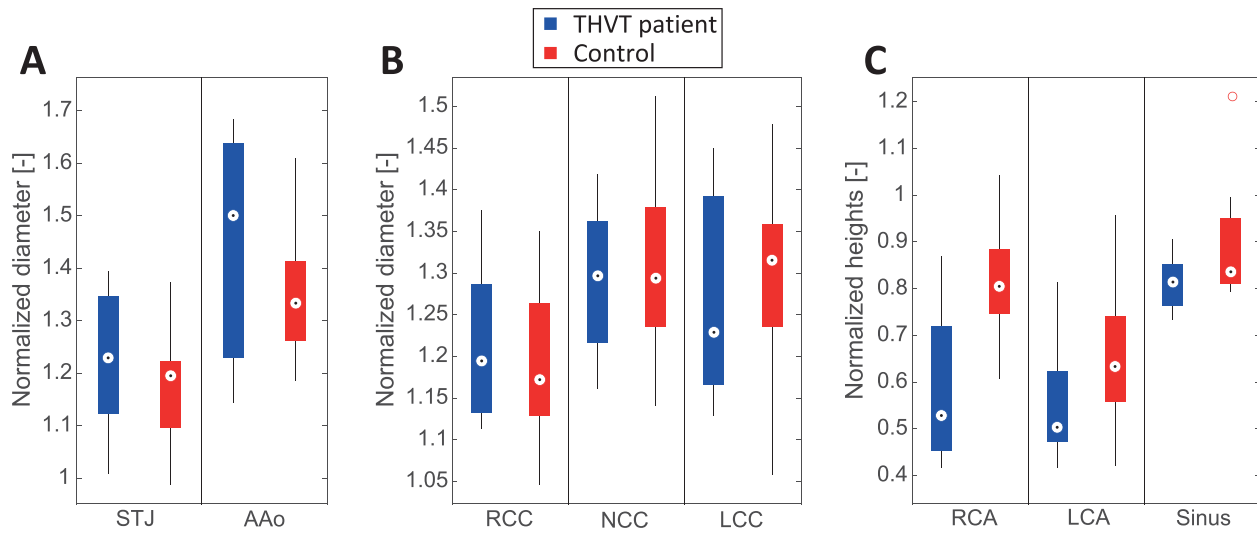 THVT patient
Control
A
Normalized diameter [-]
1.7
1.6
1.5
1.4
1.3
1.2
1.1
1
STJ
AAo
B
Normalized diameter [-]
1.5
1.45
1.4
1.35
1.3
1.25
1.2
1.15
1.1
1.05
RCC
NCC
LCC
C
Normalized heights [-]
1.2
1.1
1
0.9
0.8
0.7
0.6
0.5
0.4
RCA
LCA
Sinus